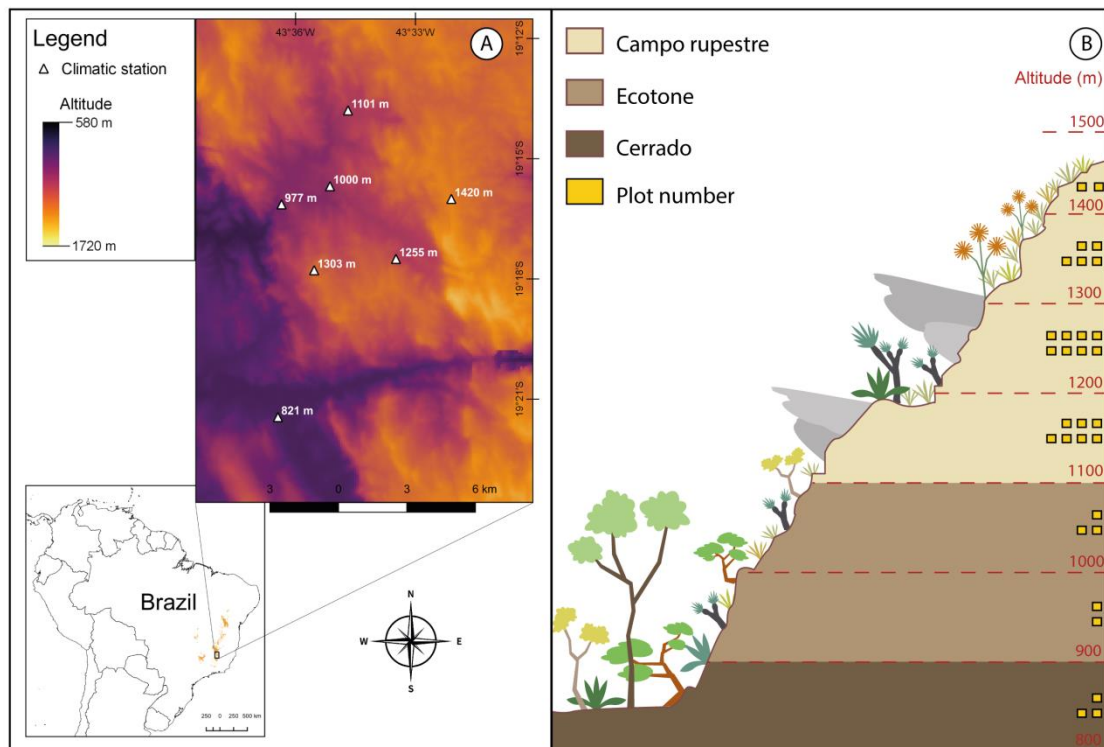 Legend
Climatic station
Altitude
580 m
1720 m
43°36'W
43°33'W
A
19°12'S
19°15'S
19°18'S
19°21'S
1101 m
1000 m
977 m
1420 m
1255 m
1303 m
821 m
3 0 3 6 km
Brazil
250 0 250 500 km
N
W E
S
B
Campo rupestre
Ecotone
Cerrado
Plot number
Altitude (m)
1500
1400
1300
1200
1100
1000
900
800